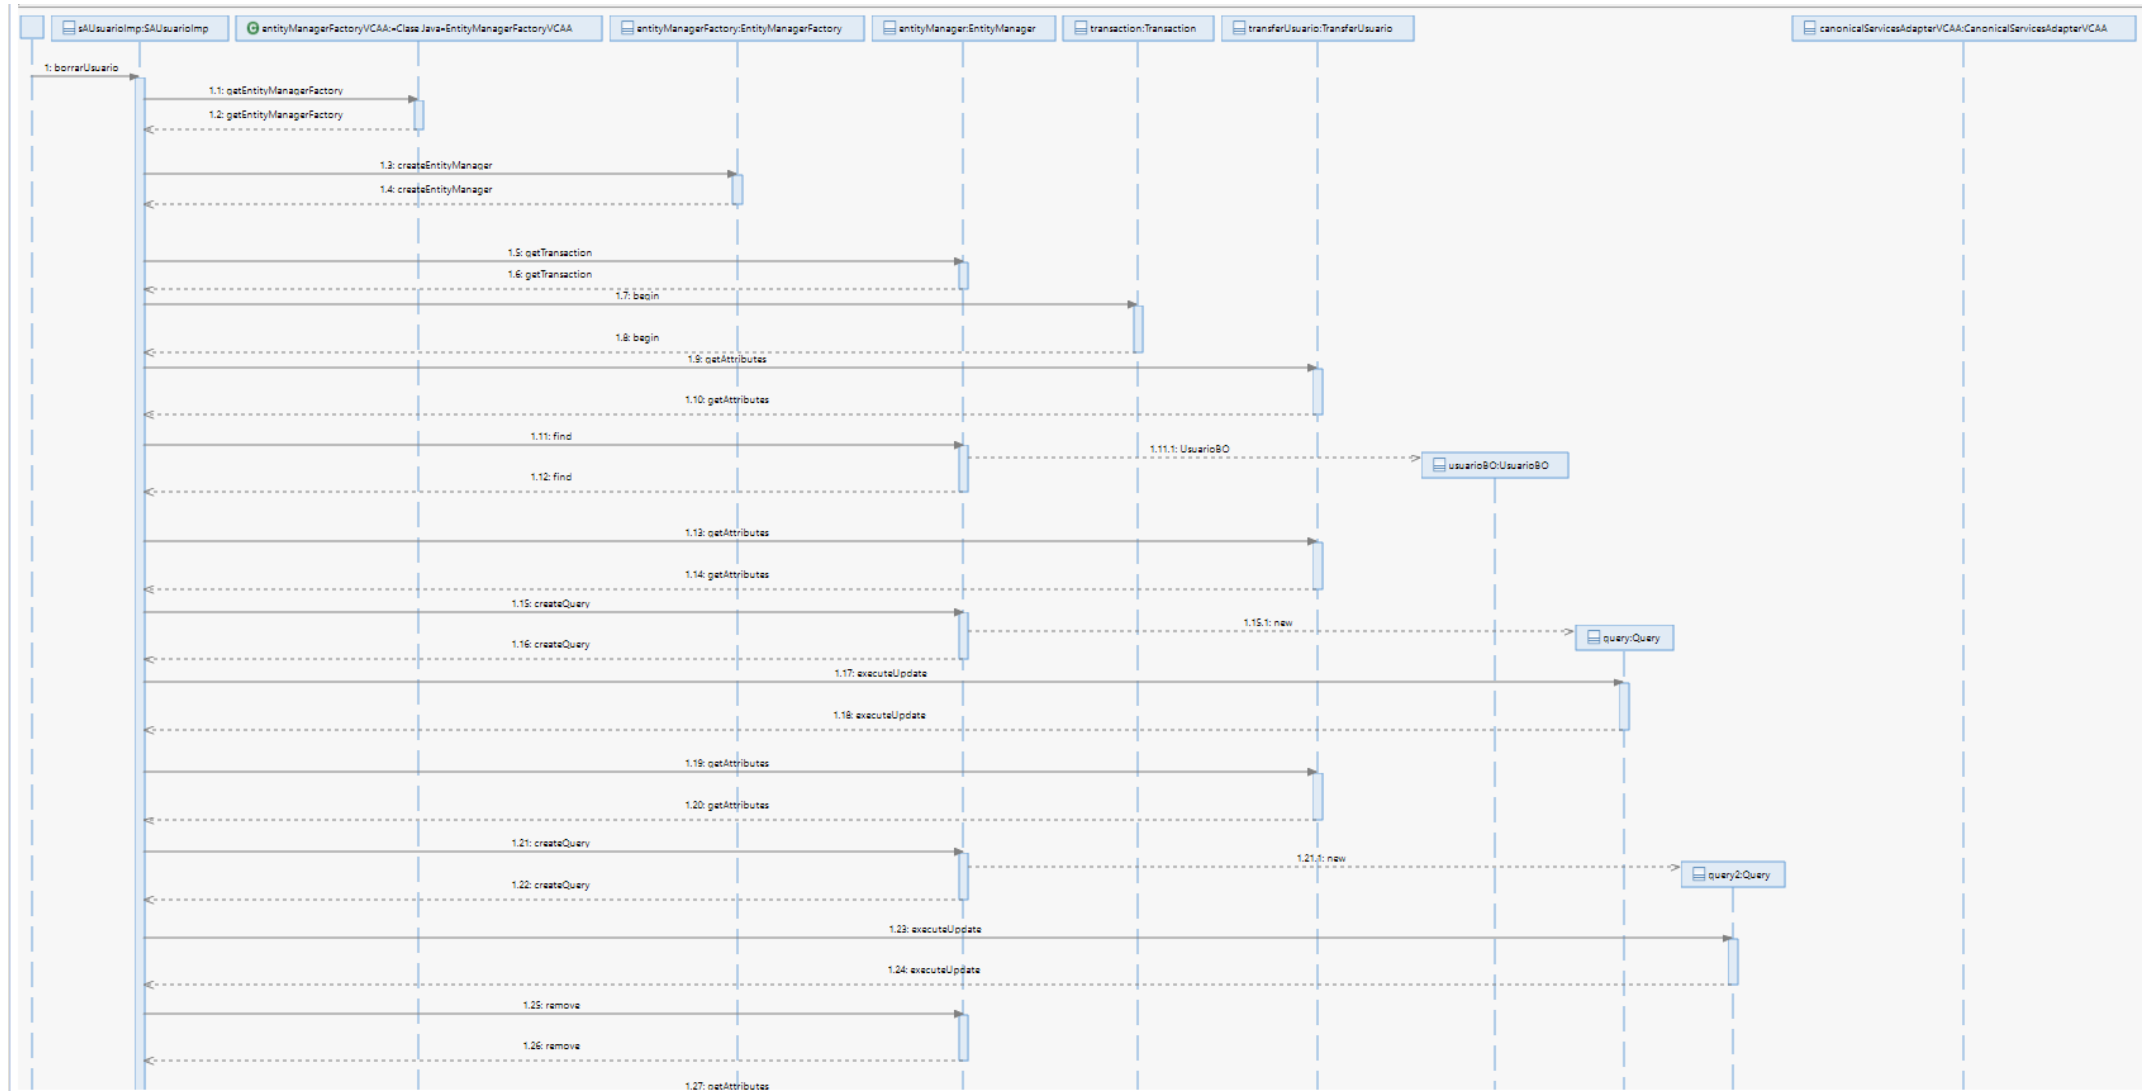 sAUsuarioImp:SAUsuarioImp
entityManagerFactoryVCAA:«Clase Java»EntityManagerFactoryVCAA
entityManagerFactory:EntityManagerFactory
entityManager:EntityManager
transaction:Transaction
transferUsuario:TransferUsuario
canonicalServicesAdapterVCAA:CanonicalServicesAdapterVCAA
1: borrarUsuario
1.1: getEntityManagerFactory
1.2: getEntityManagerFactory
1.3: createEntityManager
1.4: createEntityManager
1.5: getTransaction
1.6: getTransaction
1.7: begin
1.8: begin
1.9: getAttributes
1.10: getAttributes
1.11: find
1.11.1: UsuarioBO
usuarioBO:UsuarioBO
1.12: find
1.13: getAttributes
1.14: getAttributes
1.15: createQuery
1.15.1: new
query:Query
1.16: createQuery
1.17: executeUpdate
1.18: executeUpdate
1.19: getAttributes
1.20: getAttributes
1.21: createQuery
1.21.1: new
query2:Query
1.22: createQuery
1.23: executeUpdate
1.24: executeUpdate
1.25: remove
1.26: remove
1.27: getAttributes